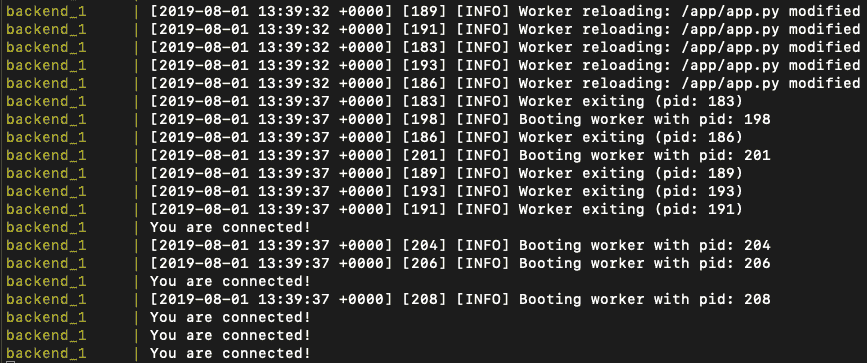 backend_1 | [2019-08-01 13:39:32 +0000] [189] [INFO] Worker reloading: /app/app.py modified
backend_1 | [2019-08-01 13:39:32 +0000] [191] [INFO] Worker reloading: /app/app.py modified
backend_1 | [2019-08-01 13:39:32 +0000] [183] [INFO] Worker reloading: /app/app.py modified
backend_1 | [2019-08-01 13:39:32 +0000] [193] [INFO] Worker reloading: /app/app.py modified
backend_1 | [2019-08-01 13:39:32 +0000] [186] [INFO] Worker reloading: /app/app.py modified
backend_1 | [2019-08-01 13:39:37 +0000] [183] [INFO] Worker exiting (pid: 183)
backend_1 | [2019-08-01 13:39:37 +0000] [198] [INFO] Booting worker with pid: 198
backend_1 | [2019-08-01 13:39:37 +0000] [186] [INFO] Worker exiting (pid: 186)
backend_1 | [2019-08-01 13:39:37 +0000] [201] [INFO] Booting worker with pid: 201
backend_1 | [2019-08-01 13:39:37 +0000] [189] [INFO] Worker exiting (pid: 189)
backend_1 | [2019-08-01 13:39:37 +0000] [193] [INFO] Worker exiting (pid: 193)
backend_1 | [2019-08-01 13:39:37 +0000] [191] [INFO] Worker exiting (pid: 191)
backend_1 | You are connected!
backend_1 | [2019-08-01 13:39:37 +0000] [204] [INFO] Booting worker with pid: 204
backend_1 | [2019-08-01 13:39:37 +0000] [206] [INFO] Booting worker with pid: 206
backend_1 | You are connected!
backend_1 | [2019-08-01 13:39:37 +0000] [208] [INFO] Booting worker with pid: 208
backend_1 | You are connected!
backend_1 | You are connected!
backend_1 | You are connected!